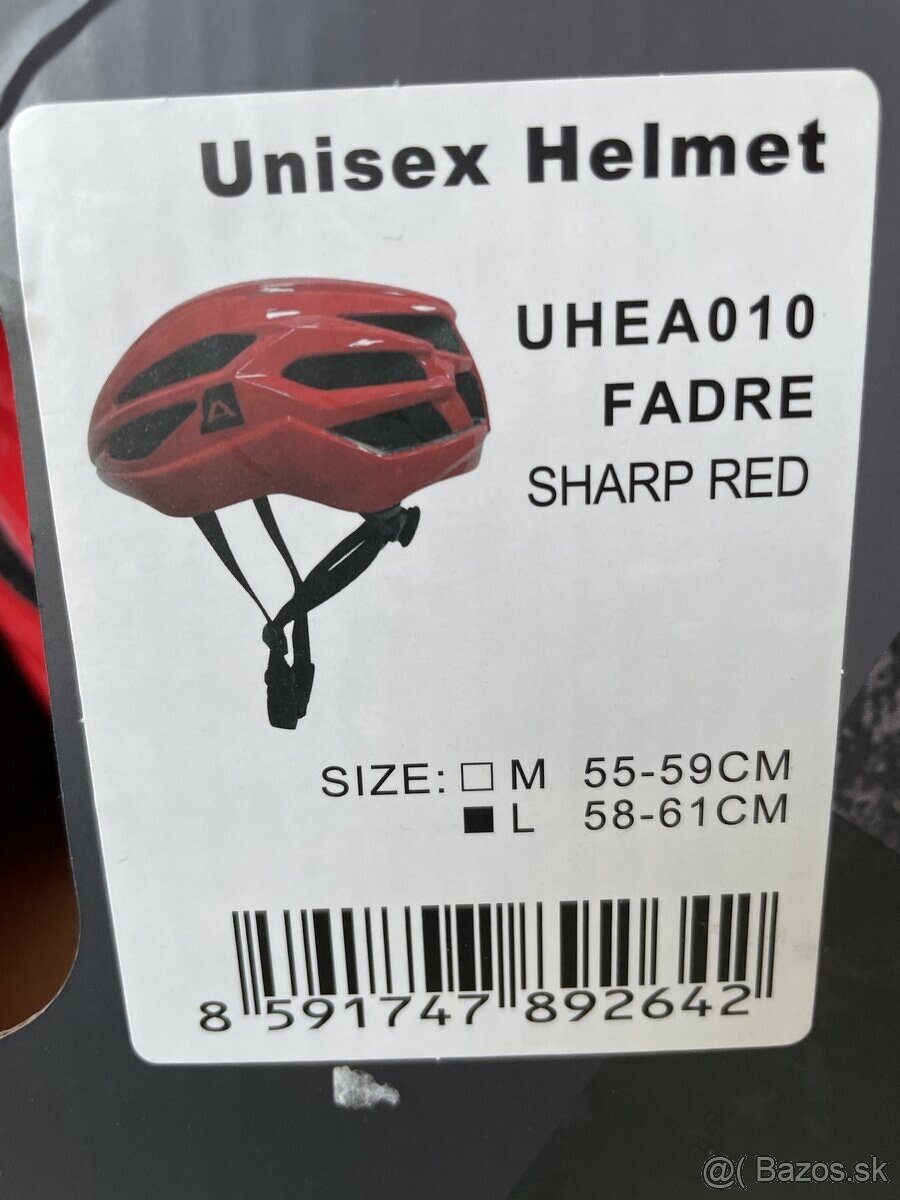 Unisex Helmet
UHEA010
FADRE
SHARP RED
A
SIZE: □ M 55-59CM
■ L 58-61CM
8 591747 892642
@( Bazos.sk